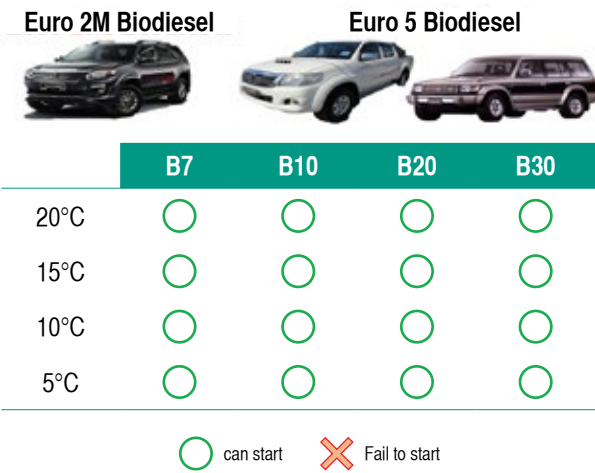 Euro 2M Biodiesel Euro 5 Biodiesel
B7 B10 B20 B30
20°C
15°C
10°C
5°C
can start Fail to start